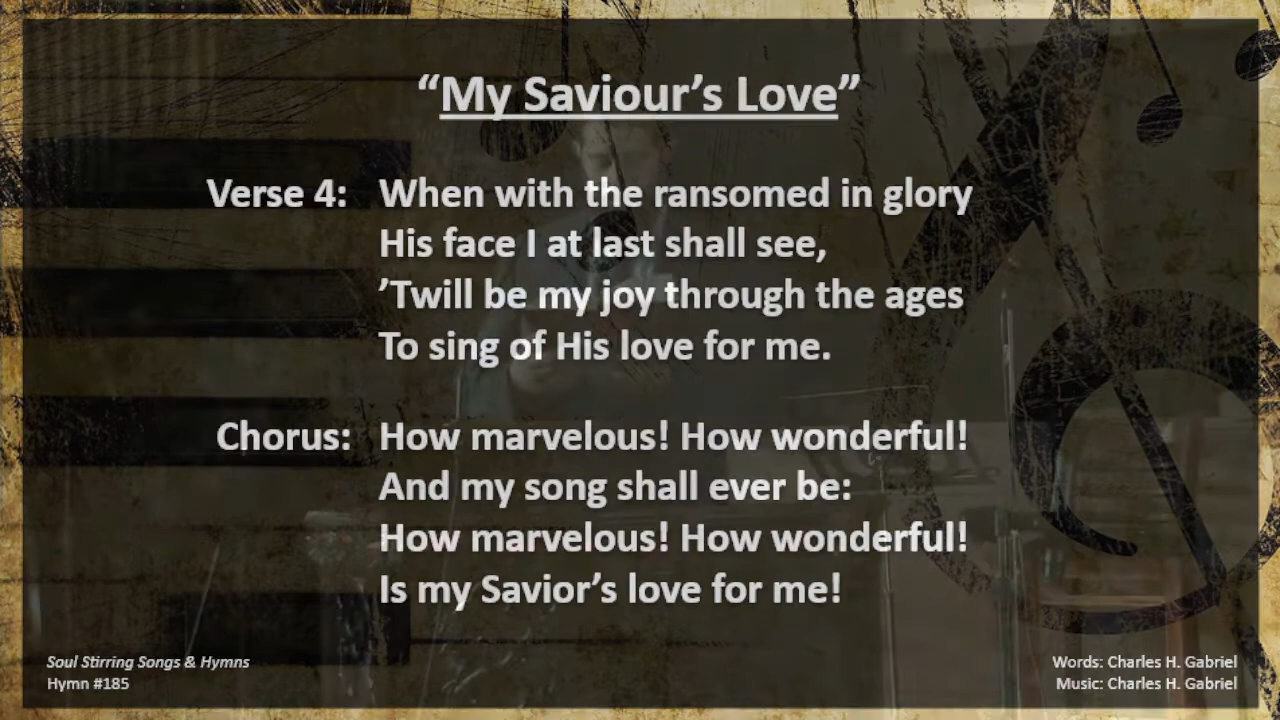 “My Saviour’s Love”
Verse 4: When with the ransomed in glory
His face I at last shall see,
’Twill be my joy through the ages
To sing of His love for me.
Chorus: How marvelous! How wonderful!
And my song shall ever be:
How marvelous! How wonderful!
Is my Savior’s love for me!
Soul Stirring Songs & Hymns
Hymn #185
Words: Charles H. Gabriel
Music: Charles H. Gabriel